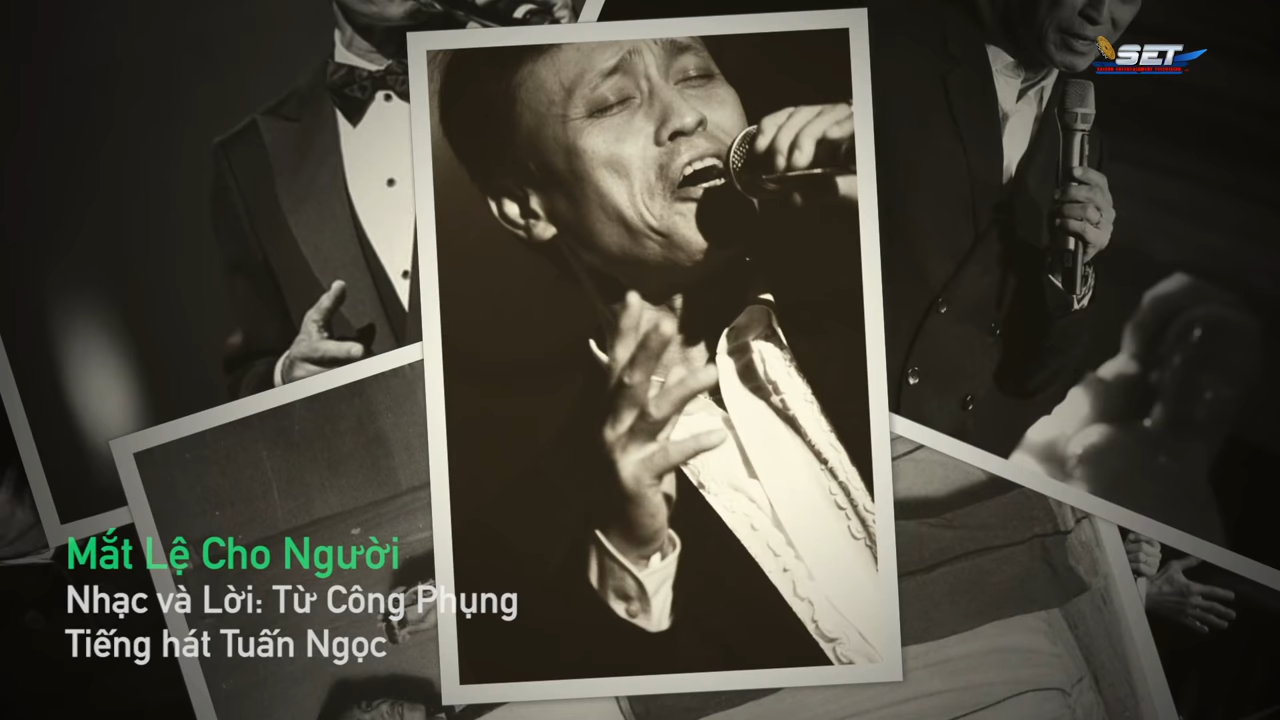 SET
Mắt Lệ Cho Người
Nhạc và Lời: Từ Công Phụng
Tiếng hát Tuấn Ngọc